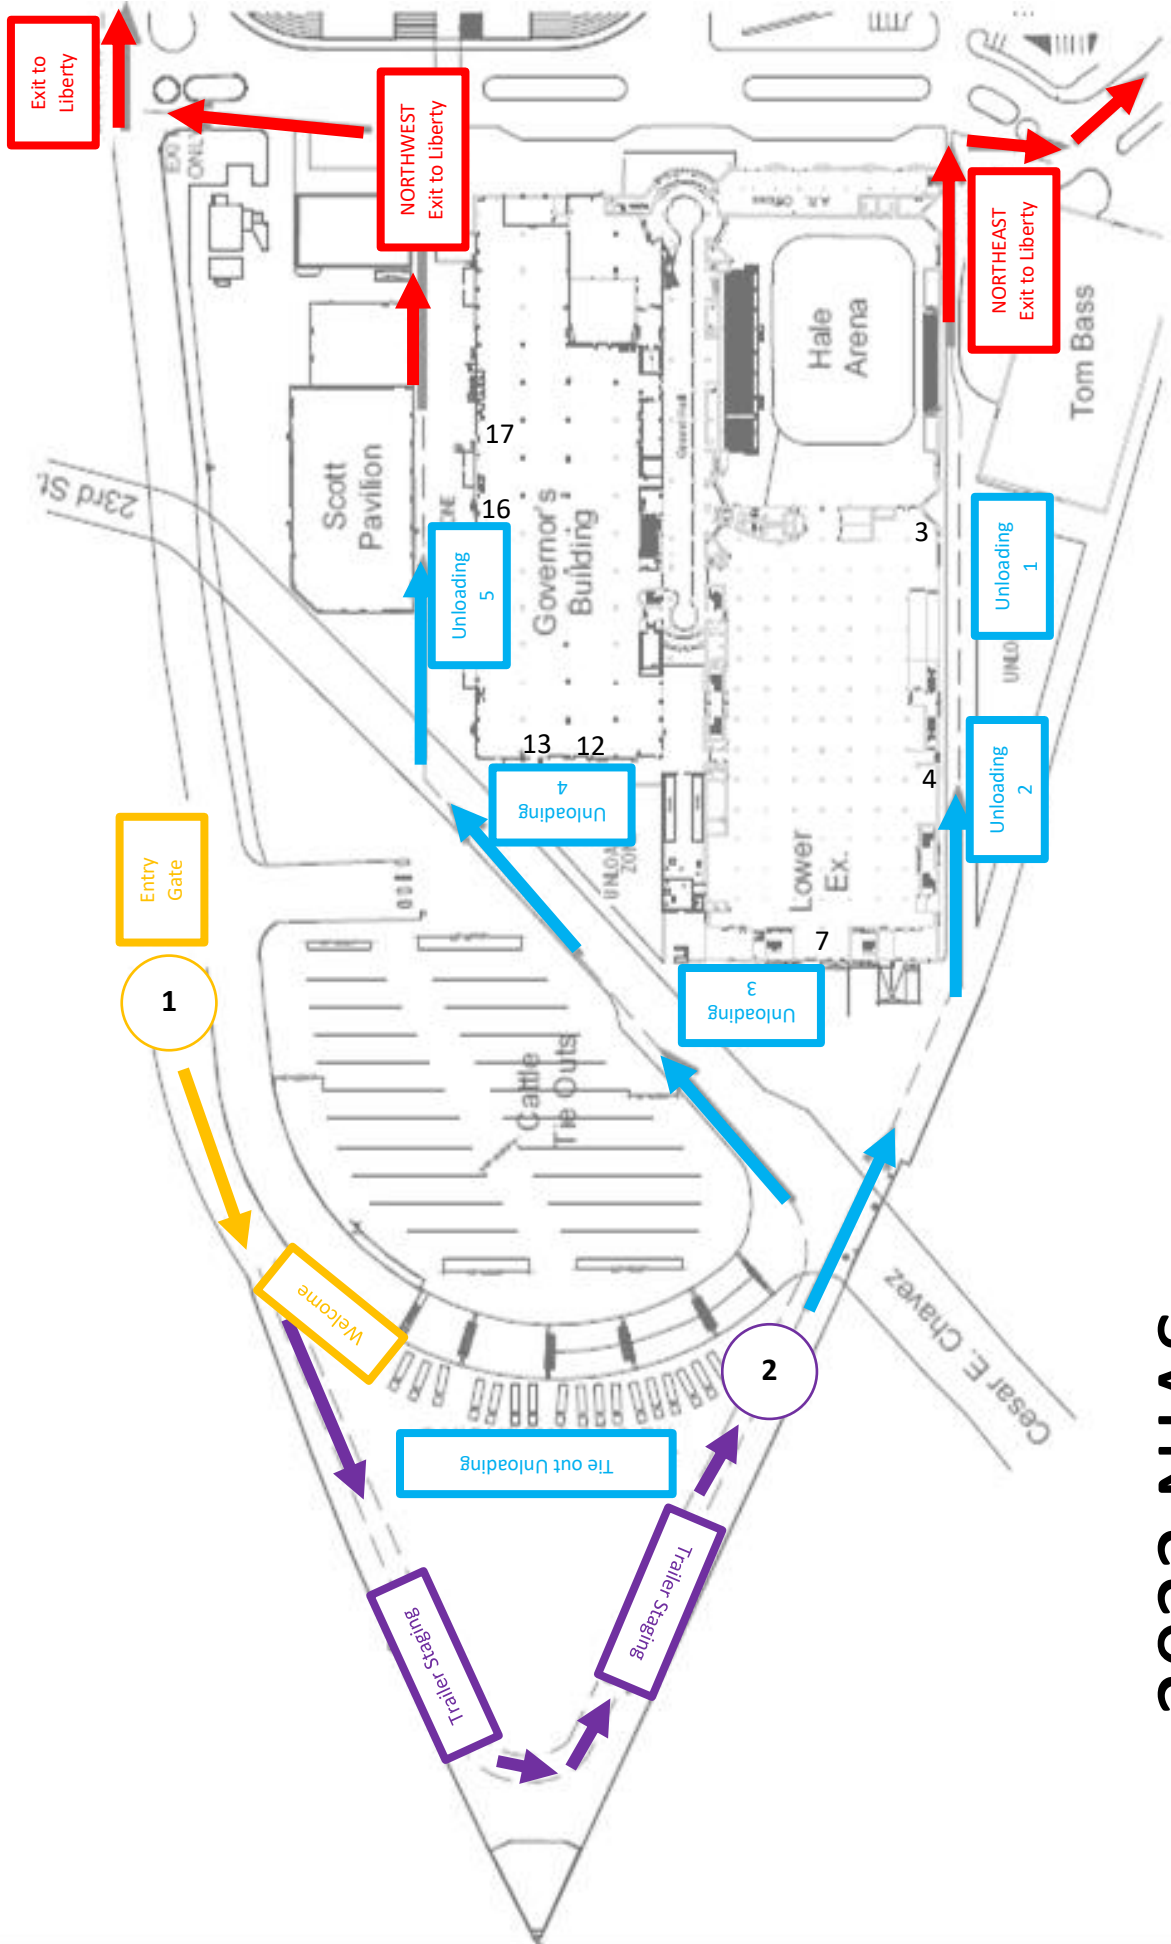 Exit to
Liberty
EXIT
ONLY
NORTHWEST
Exit to Liberty
NORTHEAST
Exit to Liberty
A.R. Offices
Hale
Arena
Tom Bass
Scott
Pavilion
23rd St.
17
16
Governor's
Building
Unloading
5
3
Unloading
1
13
12
Unloading
4
4
Unloading
2
Lower
Ex.
7
Unloading
3
Entry
Gate
1
Cattle
Tie Outs
Welcome
Cesar E. Chavez
2
Tie out Unloading
Trailer Staging
Trailer Staging